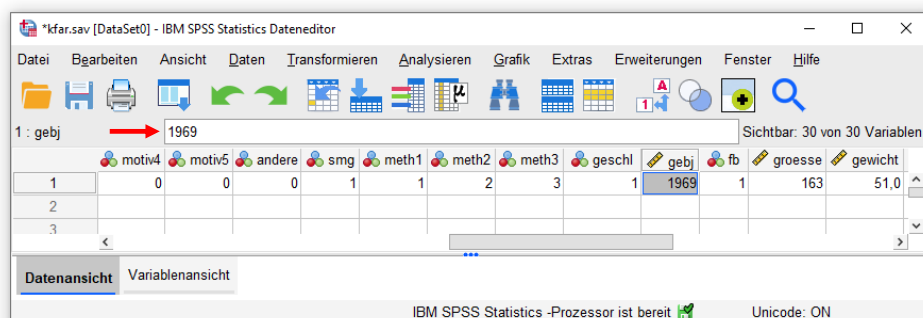 *kfar.sav [DataSet0] - IBM SPSS Statistics Dateneditor
Datei Bearbeiten Ansicht Daten Transformieren Analysieren Grafik Extras Erweiterungen Fenster Hilfe
A
1
µ
1 : gebj 1969 Sichtbar: 30 von 30 Variablen
motiv4 motiv5 andere smg meth1 meth2 meth3 geschl gebj fb groesse gewicht
1 0 0 0 1 1 2 3 1 1969 1 163 51,0
2
3
Datenansicht Variablenansicht
IBM SPSS Statistics -Prozessor ist bereit Unicode: ON